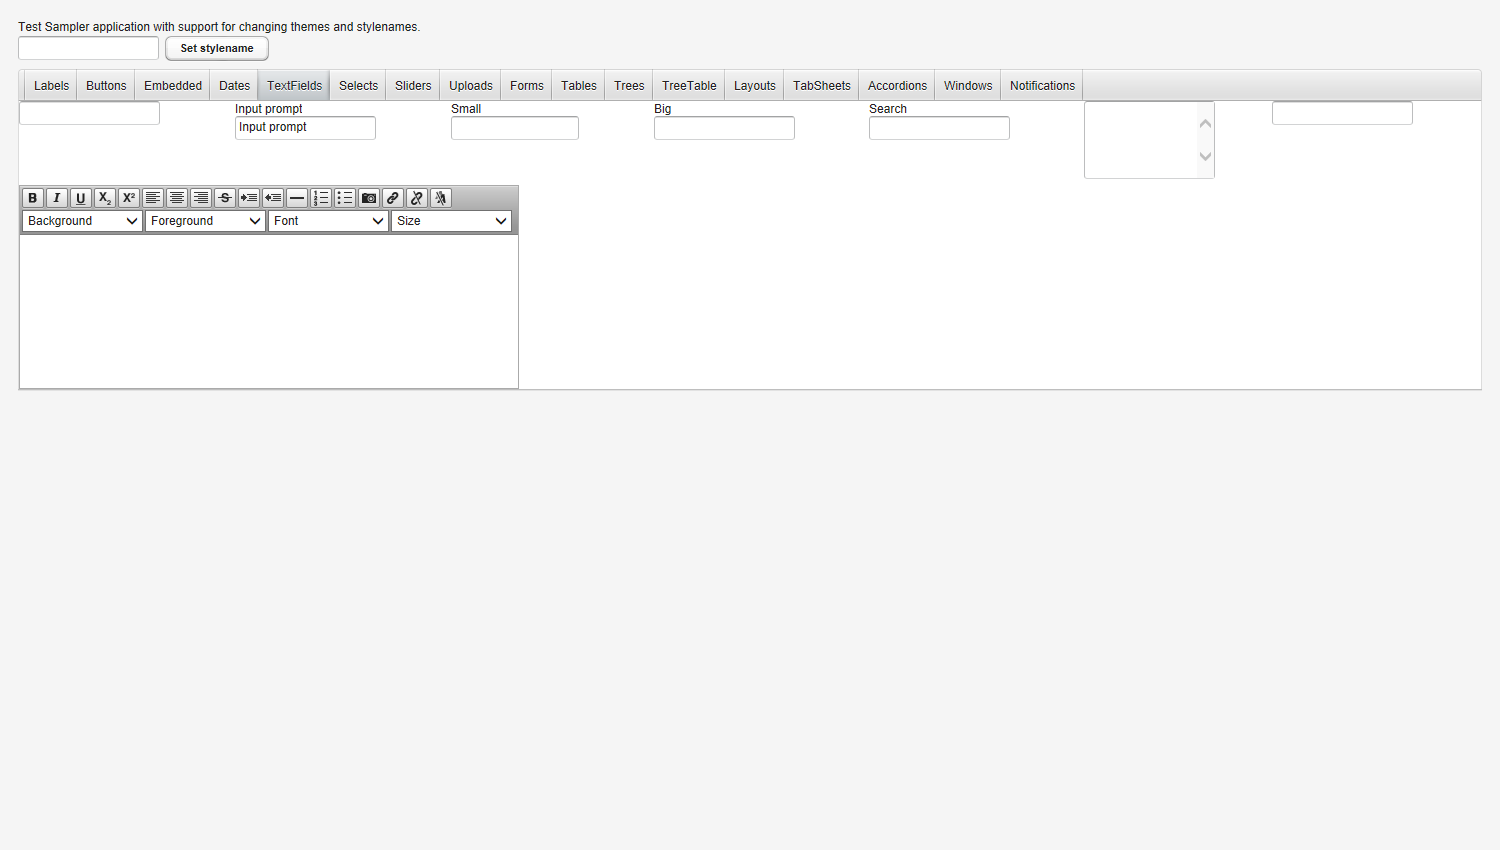 Test Sampler application with support for changing themes and stylenames.
Set stylename
Labels Buttons Embedded Dates TextFields Selects Sliders Uploads Forms Tables Trees TreeTable Layouts TabSheets Accordions Windows Notifications
Input prompt Small Big Search
Input prompt
B I U X₂ X² S
Background Foreground Font Size